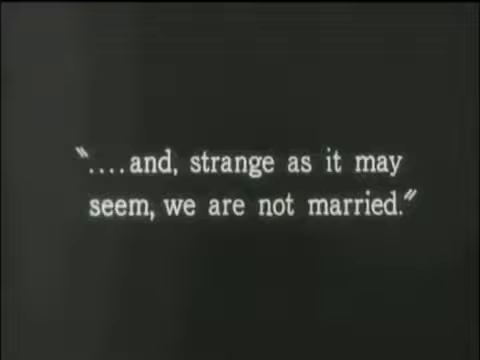 "....and, strange as it may
seem, we are not married."